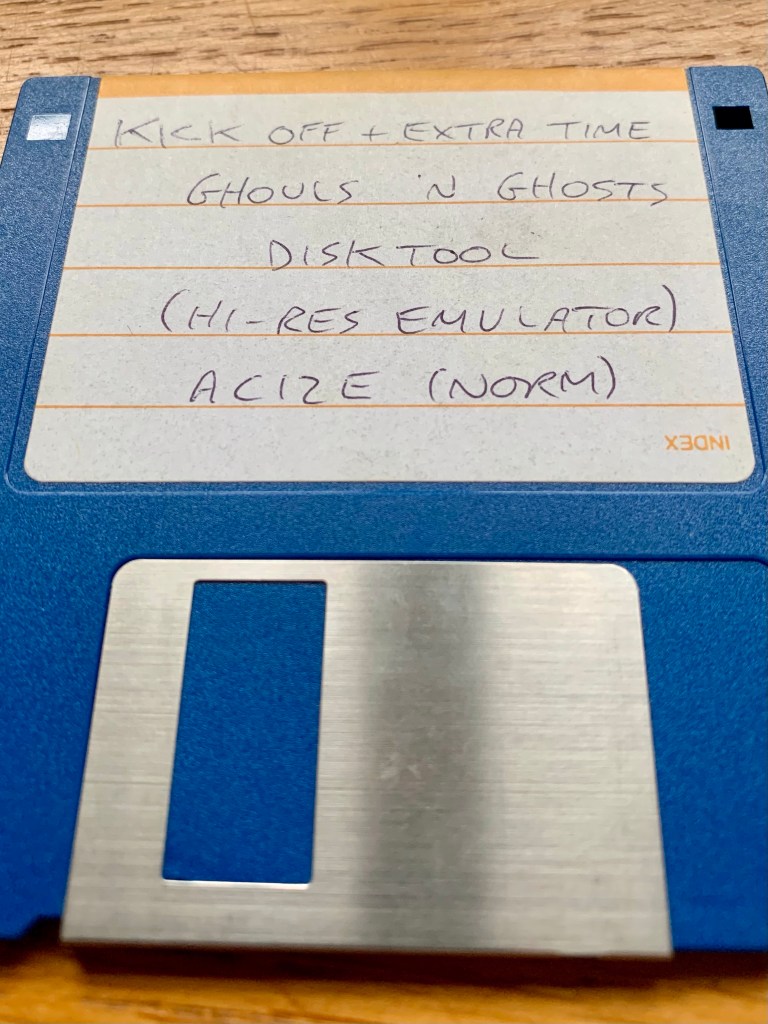 KICK OFF + EXTRA TIME
GHOULS 'N GHOSTS
DISKTOOL
(HI-RES EMULATOR)
ACIZE (NORM)
INDEX